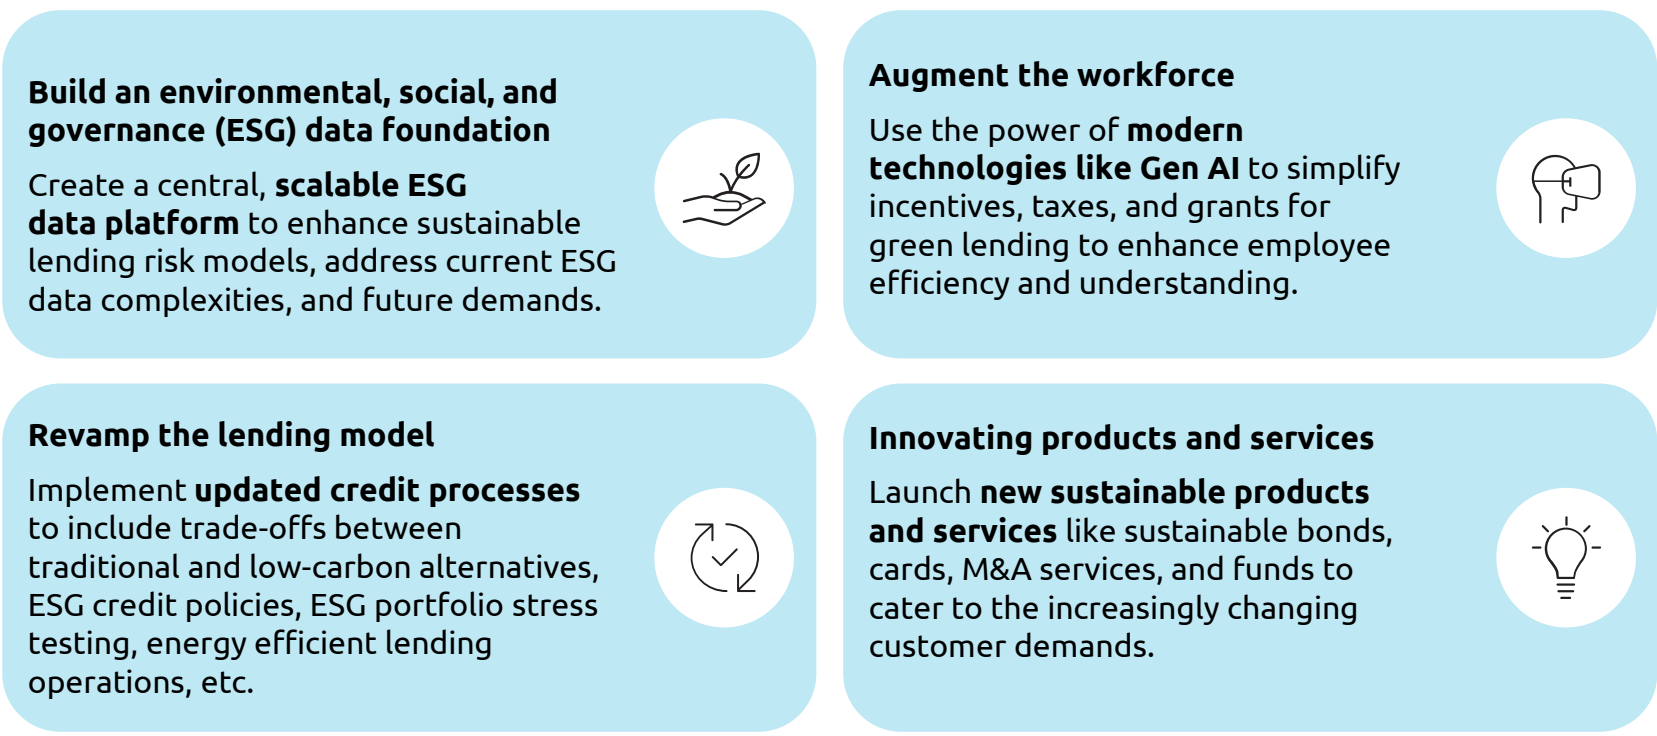 Build an environmental, social, and
governance (ESG) data foundation
Create a central, scalable ESG
data platform to enhance sustainable
lending risk models, address current ESG
data complexities, and future demands.
Augment the workforce
Use the power of modern
technologies like Gen AI to simplify
incentives, taxes, and grants for
green lending to enhance employee
efficiency and understanding.
Revamp the lending model
Implement updated credit processes
to include trade-offs between
traditional and low-carbon alternatives,
ESG credit policies, ESG portfolio stress
testing, energy efficient lending
operations, etc.
Innovating products and services
Launch new sustainable products
and services like sustainable bonds,
cards, M&A services, and funds to
cater to the increasingly changing
customer demands.